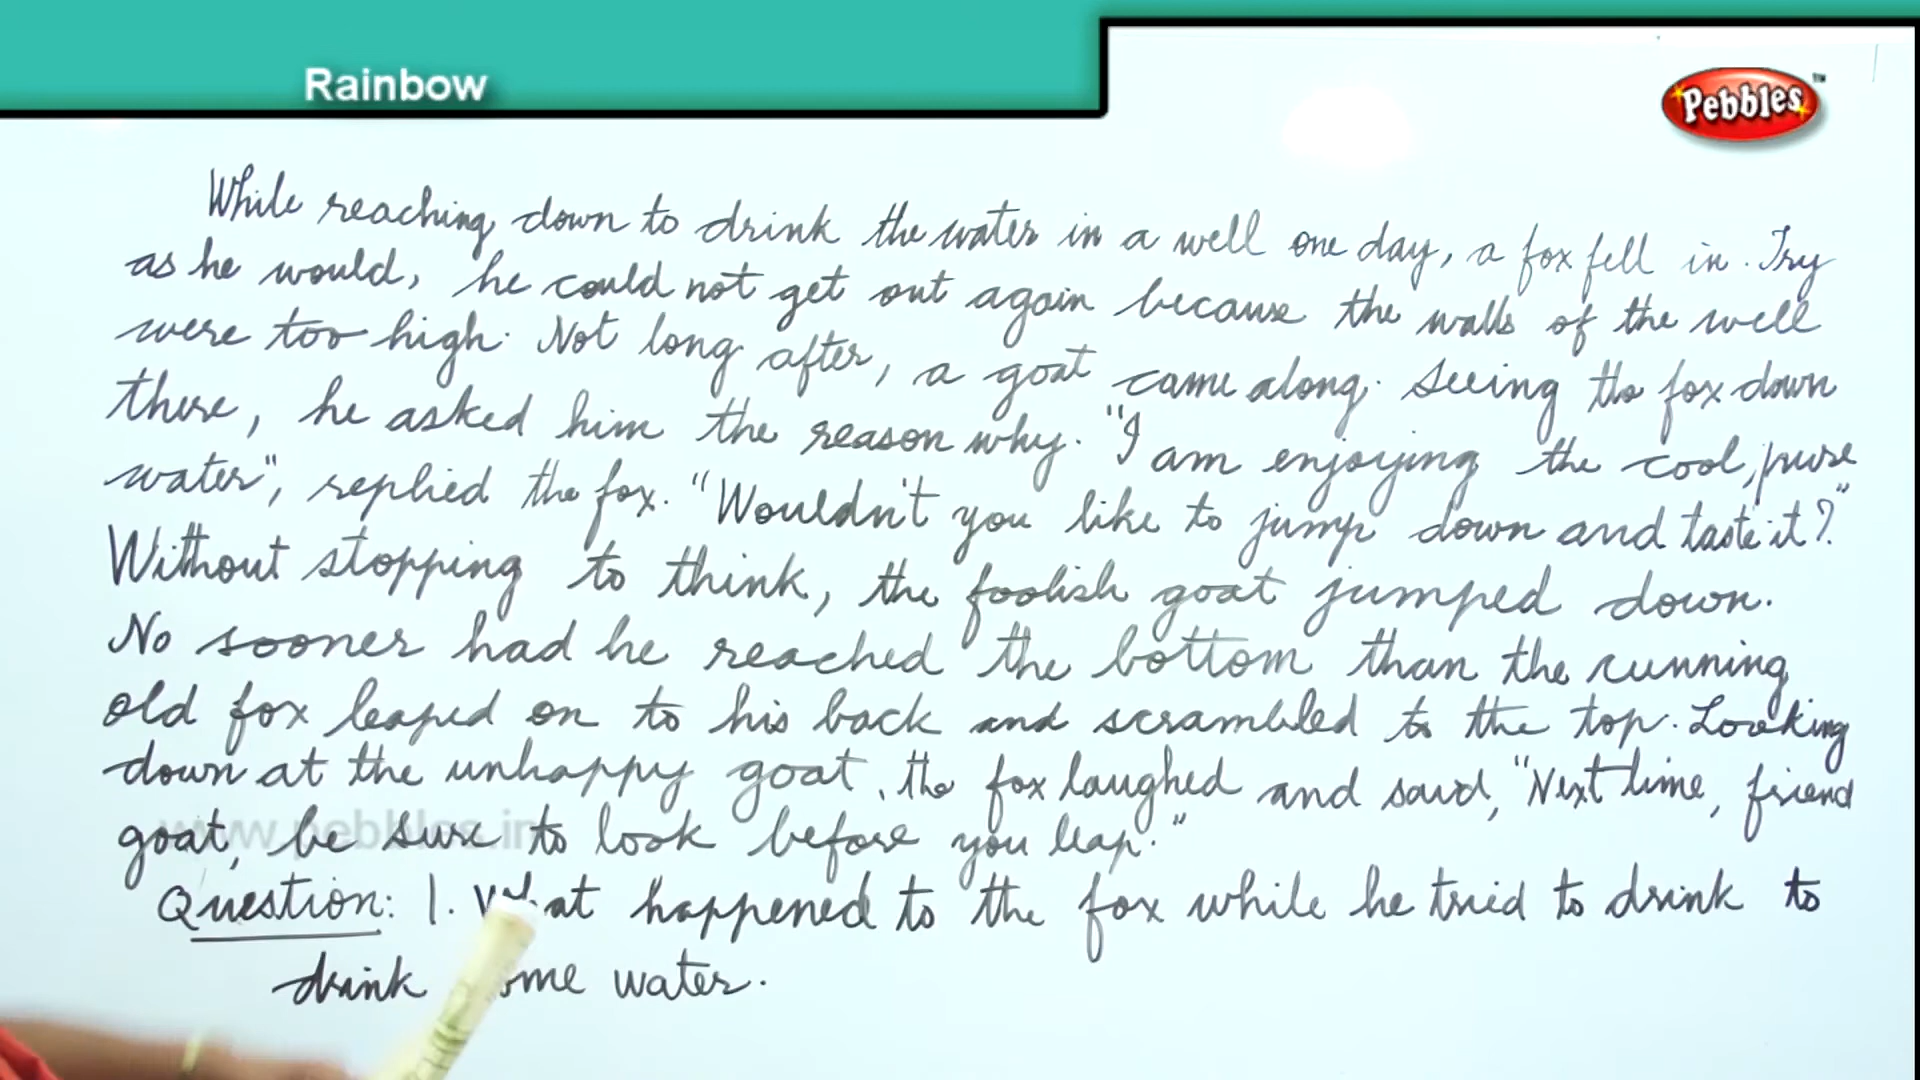 Rainbow
Pebbles™
While reaching down to drink the water in a well one day, a fox fell in. Try
as he would, he could not get out again because the walls of the well
were too high. Not long after, a goat came along. Seeing the fox down
there, he asked him the reason why. "I am enjoying the cool, pure
water", replied the fox. "Wouldn't you like to jump down and taste it?"
Without stopping to think, the foolish goat jumped down.
No sooner had he reached the bottom than the cunning
old fox leaped on to his back and scrambled to the top. Looking
down at the unhappy goat, the fox laughed and said, "Next time, friend
goat, be sure to look before you leap."
www.pebbles.in
Question: 1. What happened to the fox while he tried to drink to
drink some water.